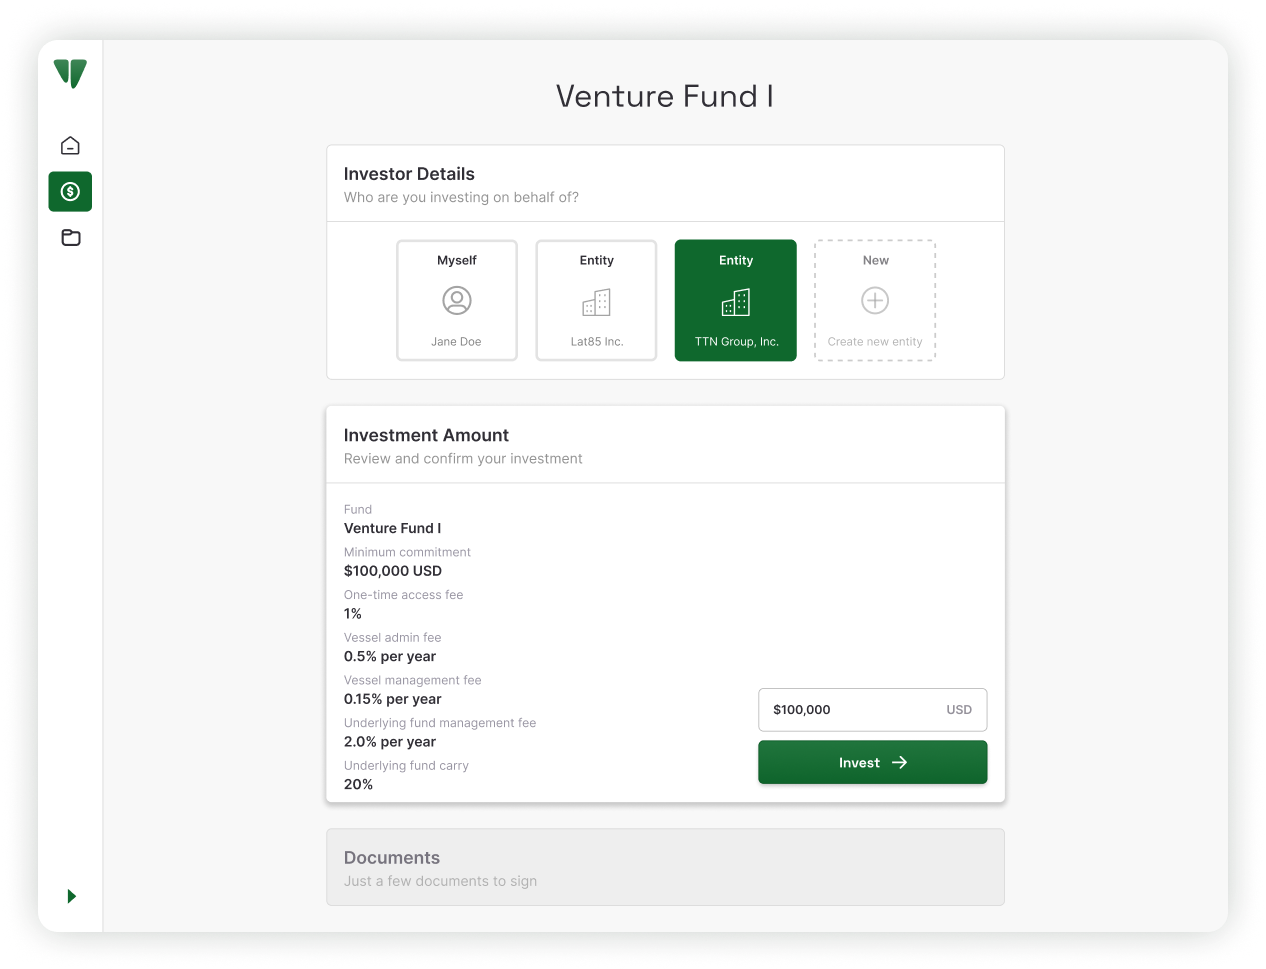 Venture Fund I
Investor Details
Who are you investing on behalf of?
Myself
Jane Doe
Entity
Lat85 Inc.
Entity
TTN Group, Inc.
New
Create new entity
Investment Amount
Review and confirm your investment
Fund
Venture Fund I
Minimum commitment
$100,000 USD
One-time access fee
1%
Vessel admin fee
0.5% per year
Vessel management fee
0.15% per year
Underlying fund management fee
2.0% per year
Underlying fund carry
20%
$100,000 USD
Invest →
Documents
Just a few documents to sign